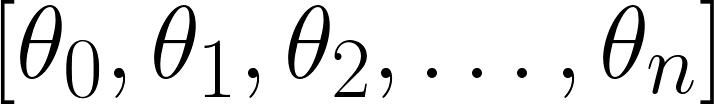 [θ₀, θ₁, θ₂, . . . , θₙ]